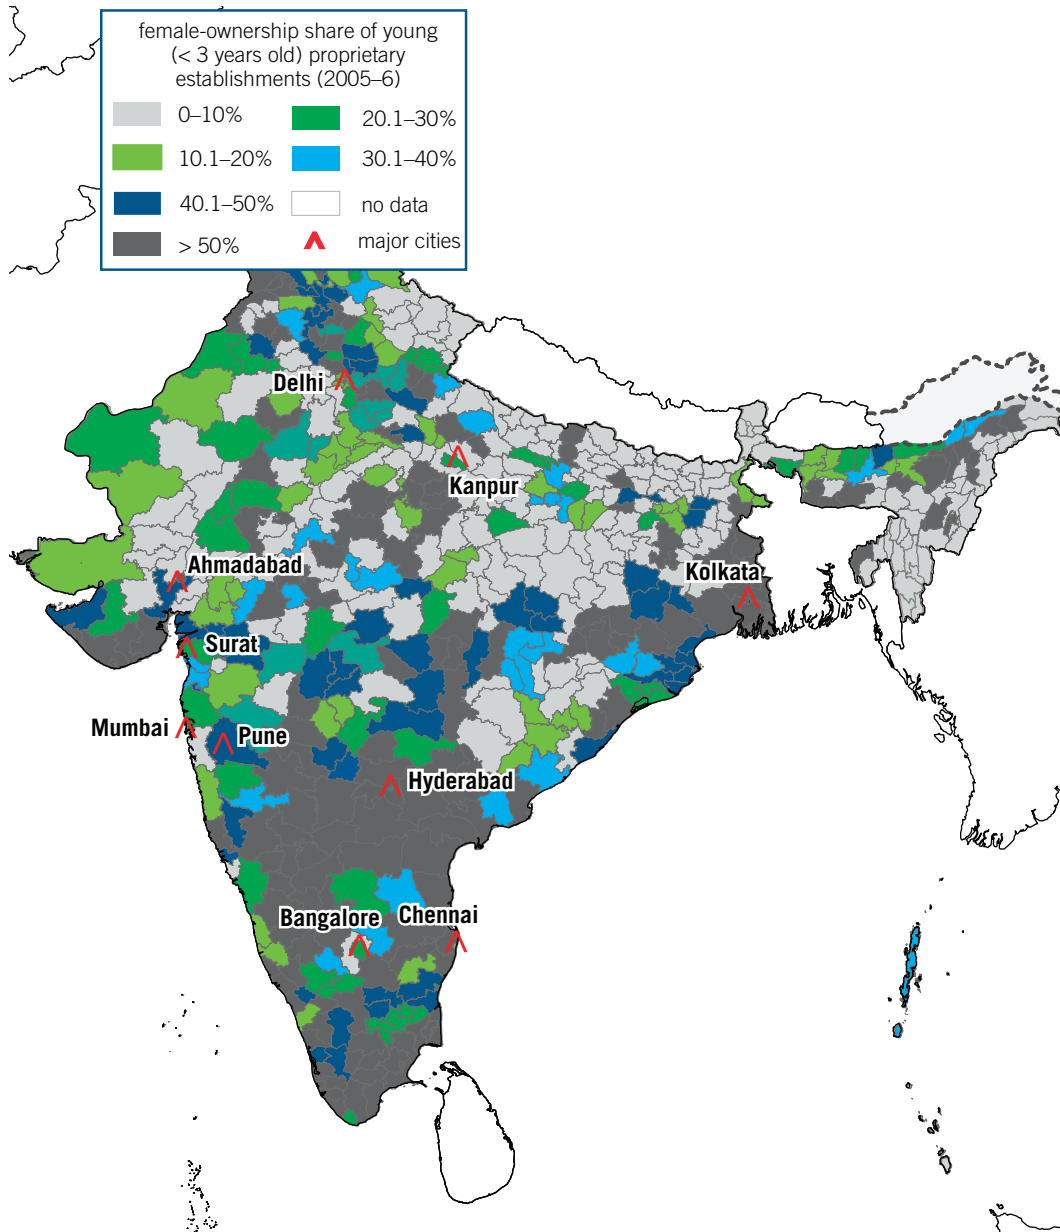 female-ownership share of young
(< 3 years old) proprietary
establishments (2005–6)
0–10%
20.1–30%
10.1–20%
30.1–40%
40.1–50%
no data
> 50%
major cities
Delhi
Kanpur
Ahmadabad
Kolkata
Surat
Mumbai
Pune
Hyderabad
Bangalore
Chennai